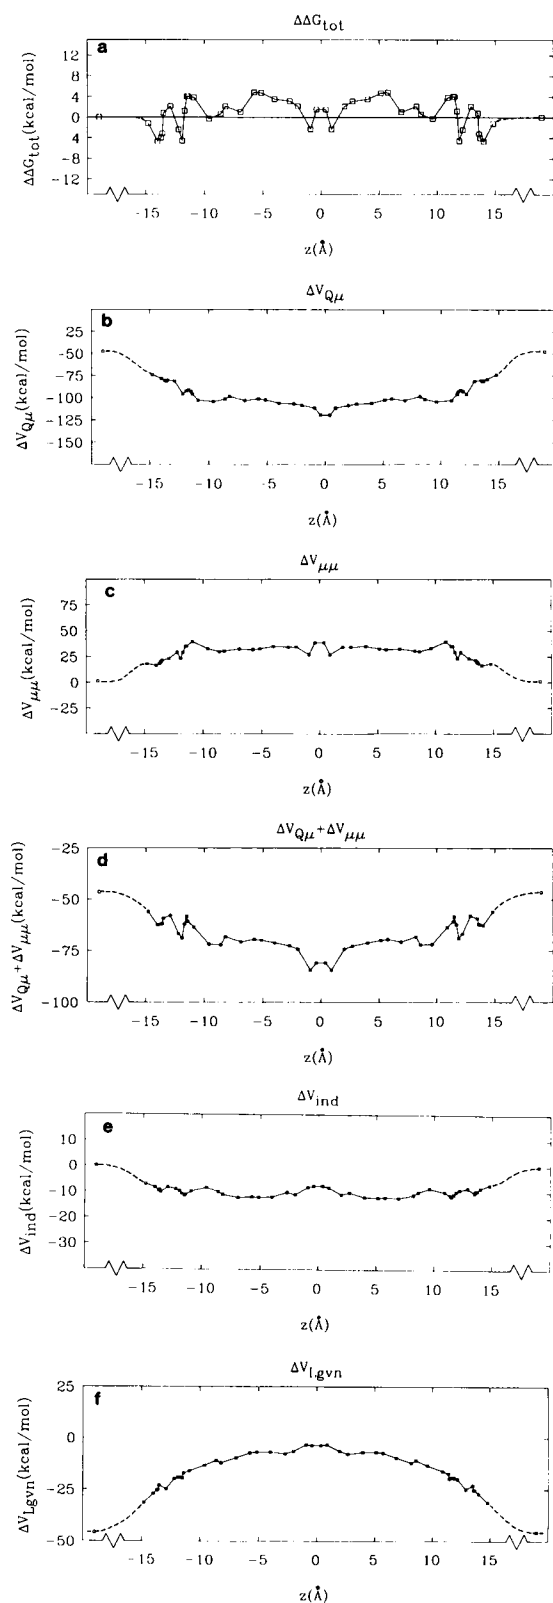 a
ΔΔG_tot
ΔΔG_tot(kcal/mol)
12
8
4
0
-4
-8
-12
-15 -10 -5 0 5 10 15
z(Å)
b
ΔV_Qμ
ΔV_Qμ(kcal/mol)
25
0
-25
-50
-75
-100
-125
-150
-15 -10 -5 0 5 10 15
z(Å)
c
ΔV_μμ
ΔV_μμ(kcal/mol)
75
50
25
0
-25
-15 -10 -5 0 5 10 15
z(Å)
d
ΔV_Qμ+ΔV_μμ
ΔV_Qμ+ΔV_μμ(kcal/mol)
-25
-50
-75
-100
-15 -10 -5 0 5 10 15
z(Å)
e
ΔV_ind
ΔV_ind(kcal/mol)
10
0
-10
-20
-30
-15 -10 -5 0 5 10 15
z(Å)
f
ΔV_Lgvn
ΔV_Lgvn(kcal/mol)
25
0
-25
-50
-15 -10 -5 0 5 10 15
z(Å)